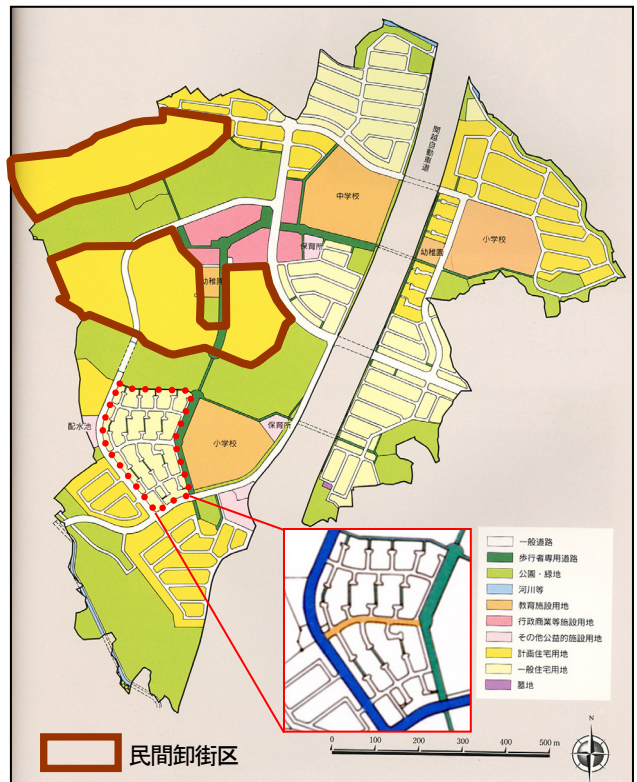 関越自動車道
中学校
小学校
幼稚園
保育所
幼稚園
保育所
配水池
小学校
一般道路
歩行者専用道路
公園・緑地
河川等
教育施設用地
行政商業等施設用地
その他公益的施設用地
計画住宅用地
一般住宅用地
墓地
民間卸街区
0 100 200 300 400 500 m
N